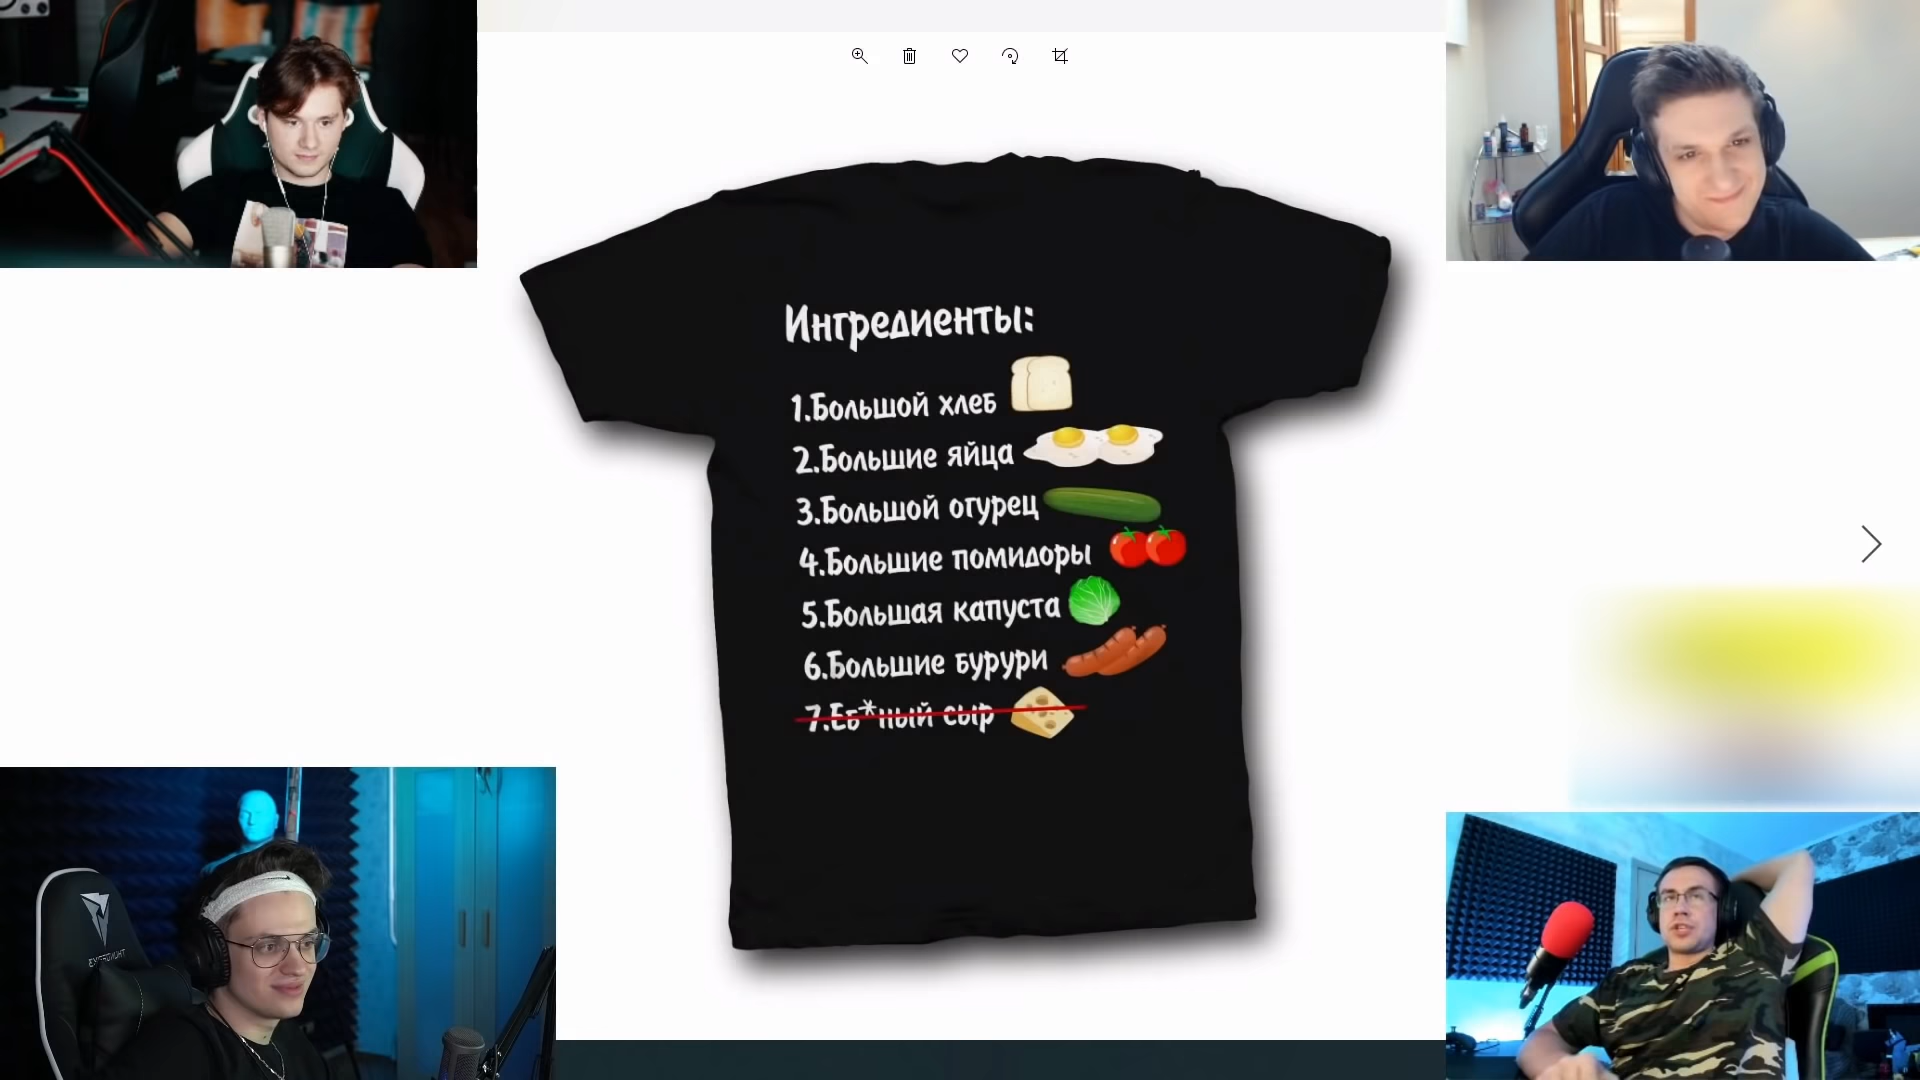 Ингредиенты:
1.Большой хлеб
2.Большие яйца
3.Большой огурец
4.Большие помидоры
5.Большая капуста
6.Большие бурури
7.Еб*ный сыр